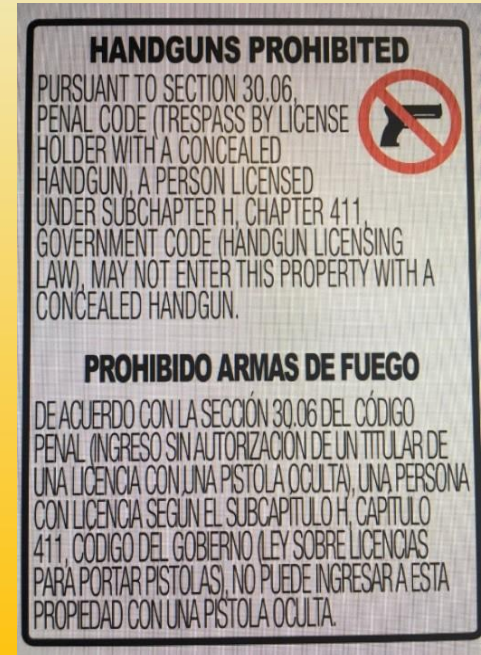 HANDGUNS PROHIBITED
PURSUANT TO SECTION 30.06,
PENAL CODE (TRESPASS BY LICENSE
HOLDER WITH A CONCEALED
HANDGUN), A PERSON LICENSED
UNDER SUBCHAPTER H, CHAPTER 411,
GOVERNMENT CODE (HANDGUN LICENSING
LAW), MAY NOT ENTER THIS PROPERTY WITH A
CONCEALED HANDGUN.
PROHIBIDO ARMAS DE FUEGO
DE ACUERDO CON LA SECCIÓN 30.06 DEL CÓDIGO
PENAL (INGRESO SIN AUTORIZACIÓN DE UN TITULAR DE
UNA LICENCIA CON UNA PISTOLA OCULTA), UNA PERSONA
CON LICENCIA SEGÚN EL SUBCAPÍTULO H, CAPITULO
411, CÓDIGO DEL GOBIERNO (LEY SOBRE LICENCIAS
PARA PORTAR PISTOLAS), NO PUEDE INGRESAR A ESTA
PROPIEDAD CON UNA PISTOLA OCULTA.